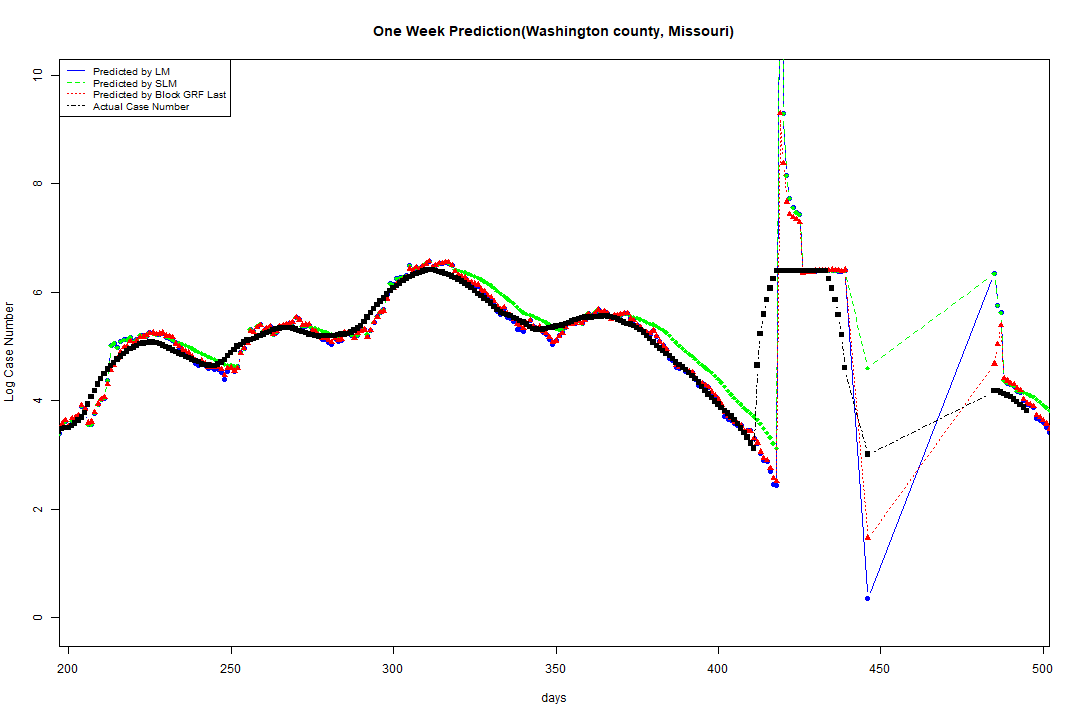 One Week Prediction(Washington county, Missouri)
Predicted by LM
Predicted by SLM
Predicted by Block GRF Last
Actual Case Number
Log Case Number
10
8
6
4
2
0
200 250 300 350 400 450 500
days